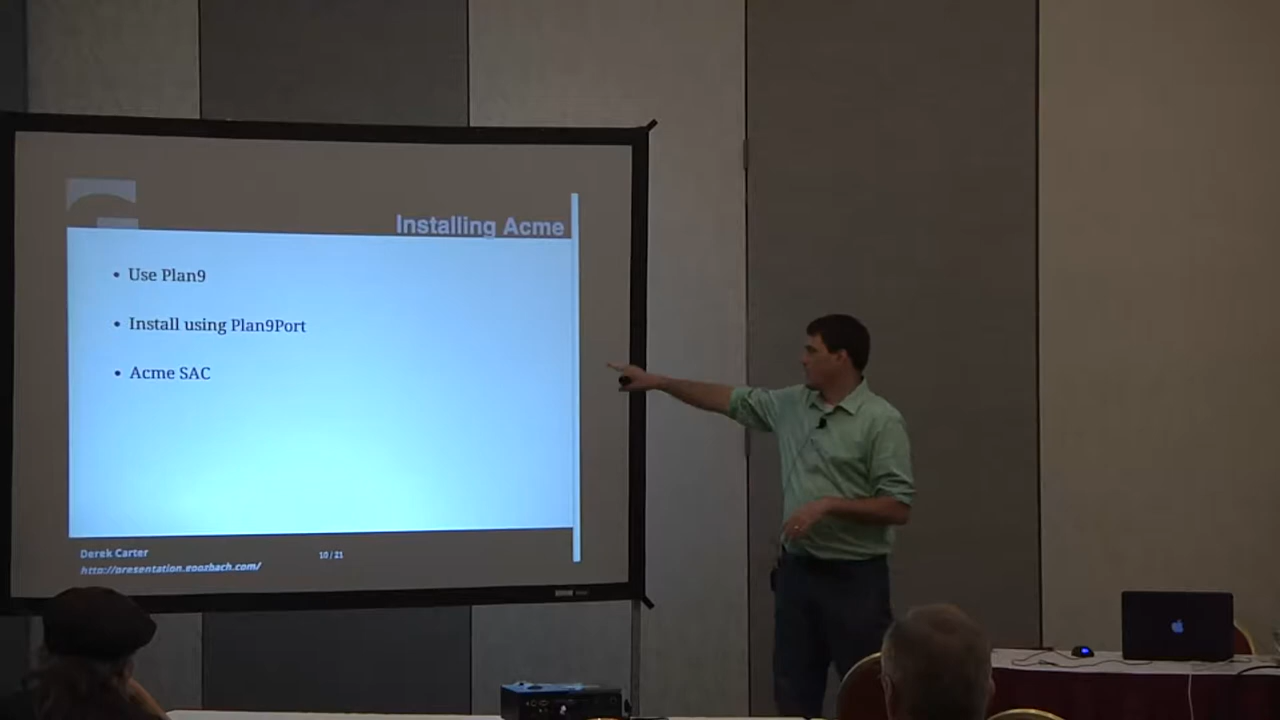 Installing Acme
• Use Plan9
• Install using Plan9Port
• Acme SAC
Derek Carter
10 / 21
http://presentation.goozbach.com/